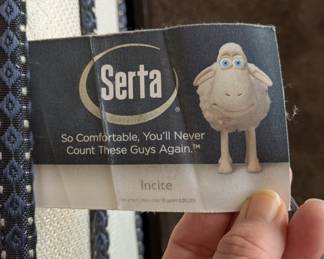 Serta®
So Comfortable, You'll Never
Count These Guys Again.™
Incite